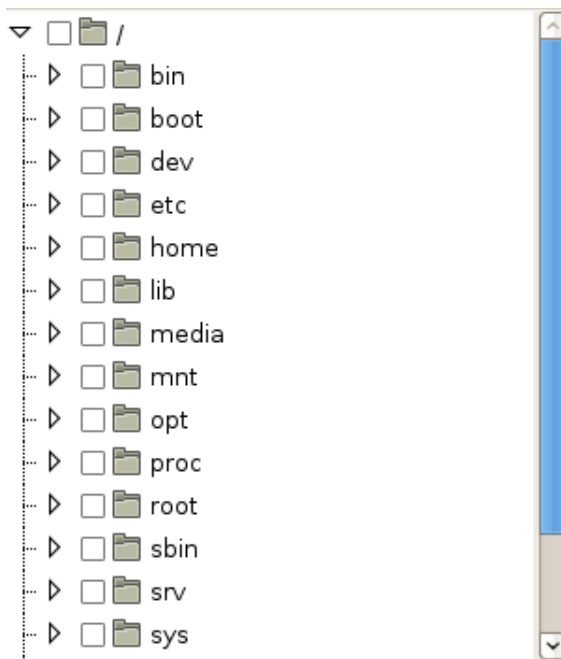 /
bin
boot
dev
etc
home
lib
media
mnt
opt
proc
root
sbin
srv
sys